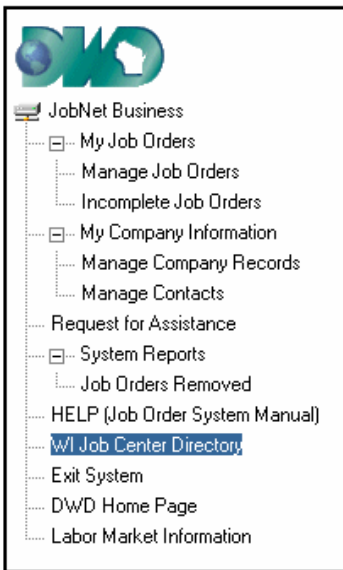 DWD
JobNet Business
My Job Orders
Manage Job Orders
Incomplete Job Orders
My Company Information
Manage Company Records
Manage Contacts
Request for Assistance
System Reports
Job Orders Removed
HELP (Job Order System Manual)
WI Job Center Directory
Exit System
DWD Home Page
Labor Market Information